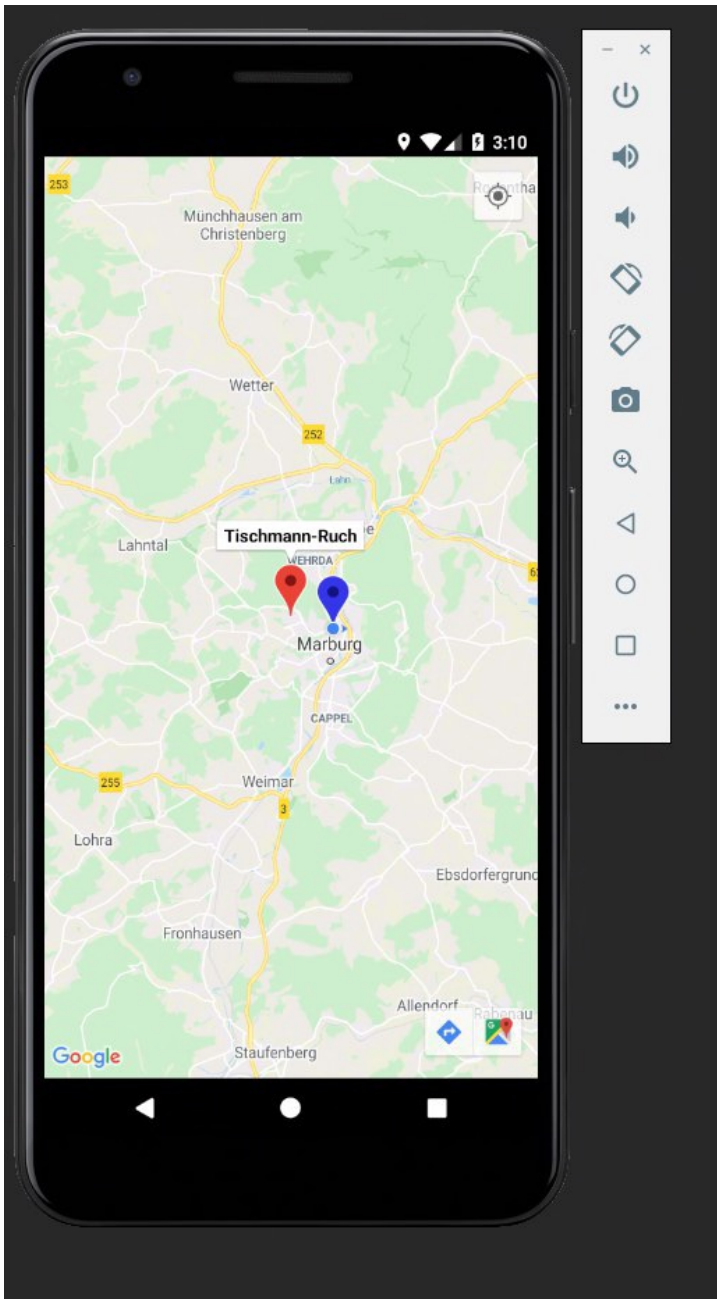 3:10
253
Münchhausen am
Christenberg
Wetter
252
Lahn
Tischmann-Ruch
Lahntal
WEHRDA
Marburg
CAPPEL
255
Weimar
3
Lohra
Ebsdorfergrund
Fronhausen
Allendorf
Rabenau
Google
Staufenberg